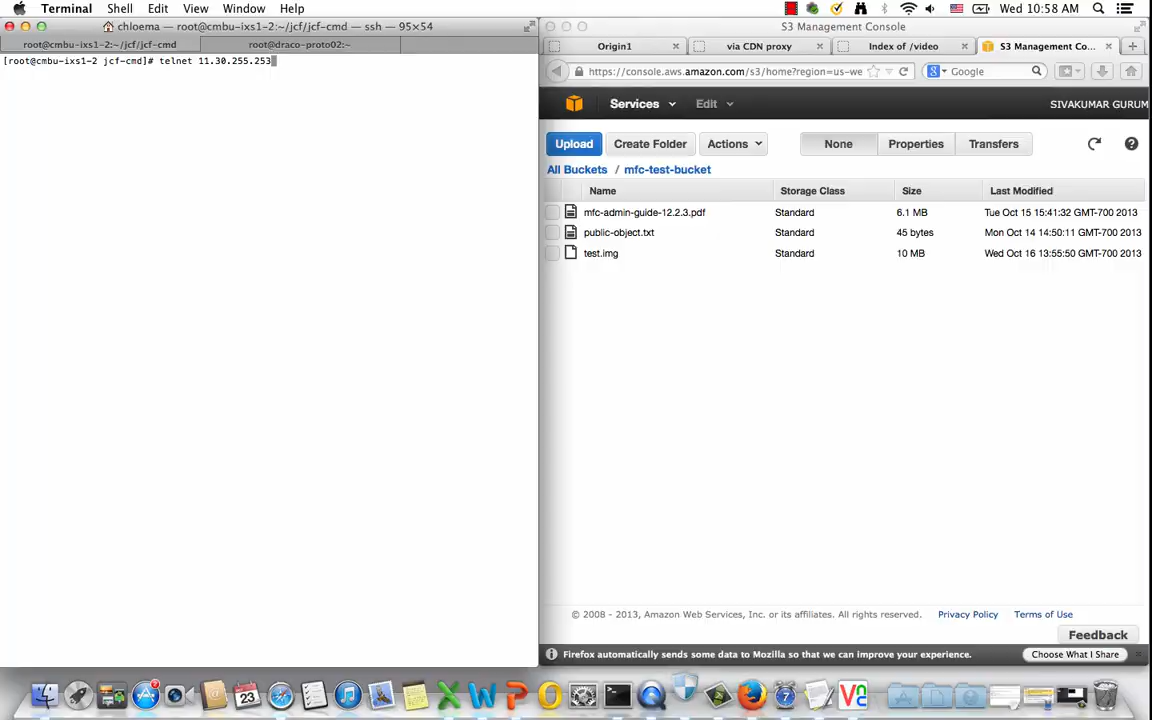 Terminal Shell Edit View Window Help Wed 10:58 AM
chloema — root@cmbu-ixs1-2:~/jcf/jcf-cmd — ssh — 95×54
root@cmbu-ixs1-2:~/jcf/jcf-cmd root@draco-proto02:~
[root@cmbu-ixs1-2 jcf-cmd]# telnet 11.30.255.253
S3 Management Console
Origin1 via CDN proxy Index of /video S3 Management Co...
https://console.aws.amazon.com/s3/home?region=us-we Google
Services Edit SIVAKUMAR GURUM
Upload Create Folder Actions None Properties Transfers
All Buckets / mfc-test-bucket
Name Storage Class Size Last Modified
mfc-admin-guide-12.2.3.pdf Standard 6.1 MB Tue Oct 15 15:41:32 GMT-700 2013
public-object.txt Standard 45 bytes Mon Oct 14 14:50:11 GMT-700 2013
test.img Standard 10 MB Wed Oct 16 13:55:50 GMT-700 2013
© 2008 - 2013, Amazon Web Services, Inc. or its affiliates. All rights reserved. Privacy Policy Terms of Use
Feedback
Firefox automatically sends some data to Mozilla so that we can improve your experience. Choose What I Share